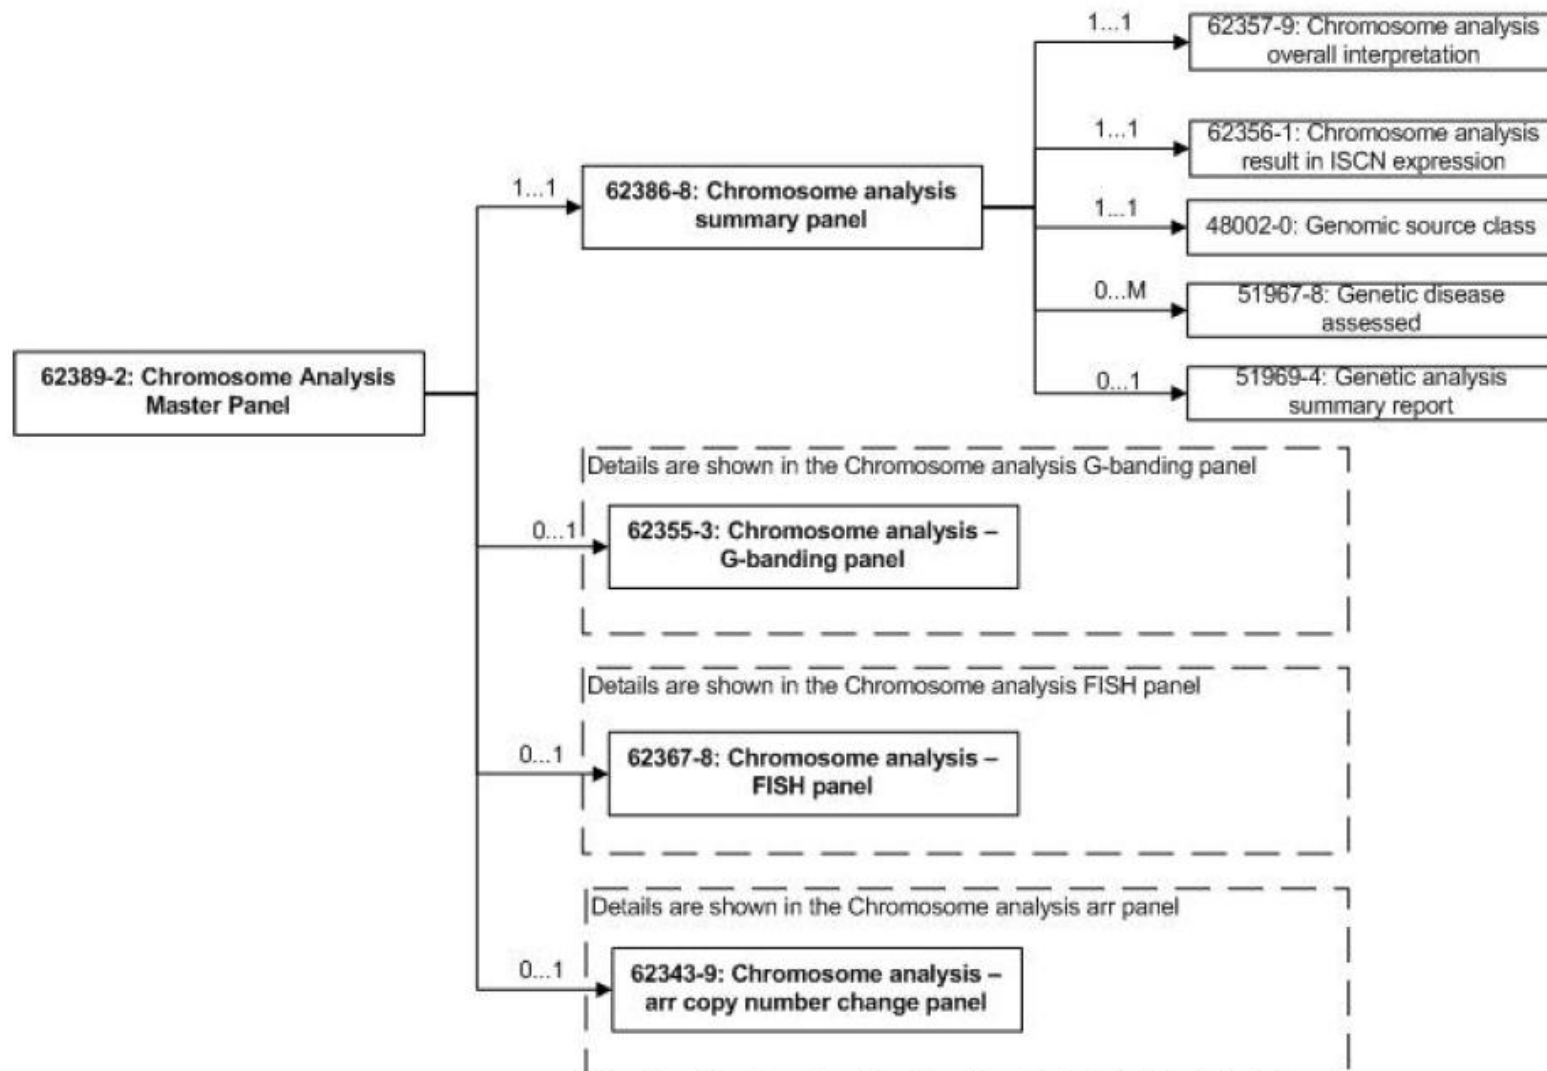 1...1
62357-9: Chromosome analysis
overall interpretation
1...1
62356-1: Chromosome analysis
result in ISCN expression
1...1
62386-8: Chromosome analysis
summary panel
1...1
48002-0: Genomic source class
0...M
51967-8: Genetic disease
assessed
62389-2: Chromosome Analysis
Master Panel
0...1
51969-4: Genetic analysis
summary report
Details are shown in the Chromosome analysis G-banding panel
0...1
62355-3: Chromosome analysis –
G-banding panel
Details are shown in the Chromosome analysis FISH panel
0...1
62367-8: Chromosome analysis –
FISH panel
Details are shown in the Chromosome analysis arr panel
0...1
62343-9: Chromosome analysis –
arr copy number change panel